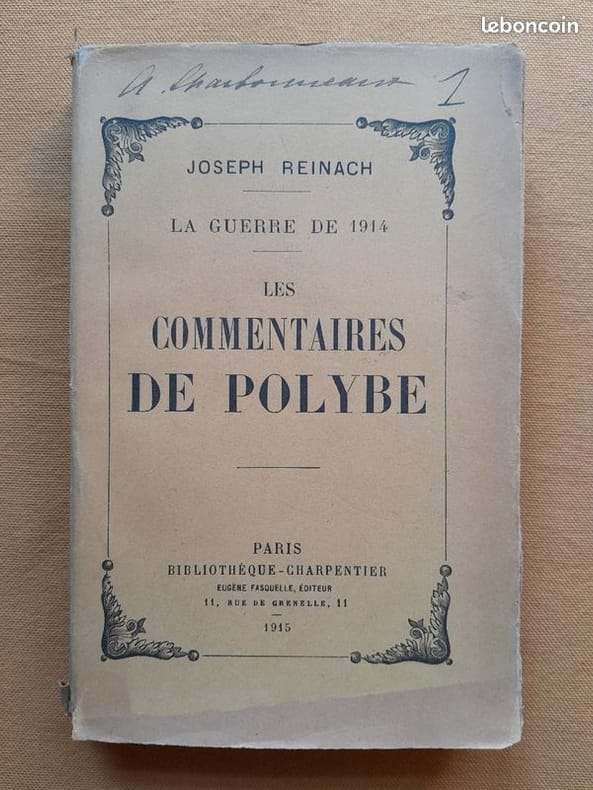 leboncoin
A. Charbonneaux 1
JOSEPH REINACH
LA GUERRE DE 1914
LES
COMMENTAIRES
DE POLYBE
PARIS
BIBLIOTHÈQUE-CHARPENTIER
EUGÈNE FASQUELLE, ÉDITEUR
11, RUE DE GRENELLE, 11
1915